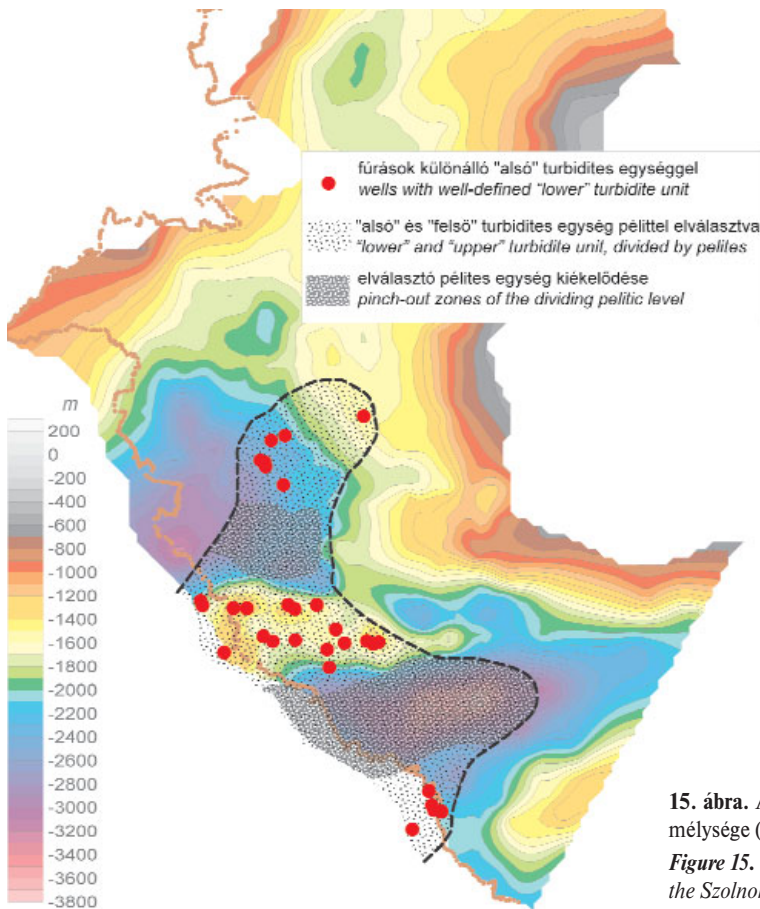 fúrások különálló "alsó" turbidites egységgel
wells with well-defined "lower" turbidite unit
"alsó" és "felső" turbidites egység pélittel elválasztva
"lower" and "upper" turbidite unit, divided by pelites
elválasztó pélites egység kiékelődése
pinch-out zones of the dividing pelitic level
m
200
0
-200
-400
-600
-800
-1000
-1200
-1400
-1600
-1800
-2000
-2200
-2400
-2600
-2800
-3000
-3200
-3400
-3600
-3800
15. ábra. A
mélysége (
Figure 15.
the Szolnok